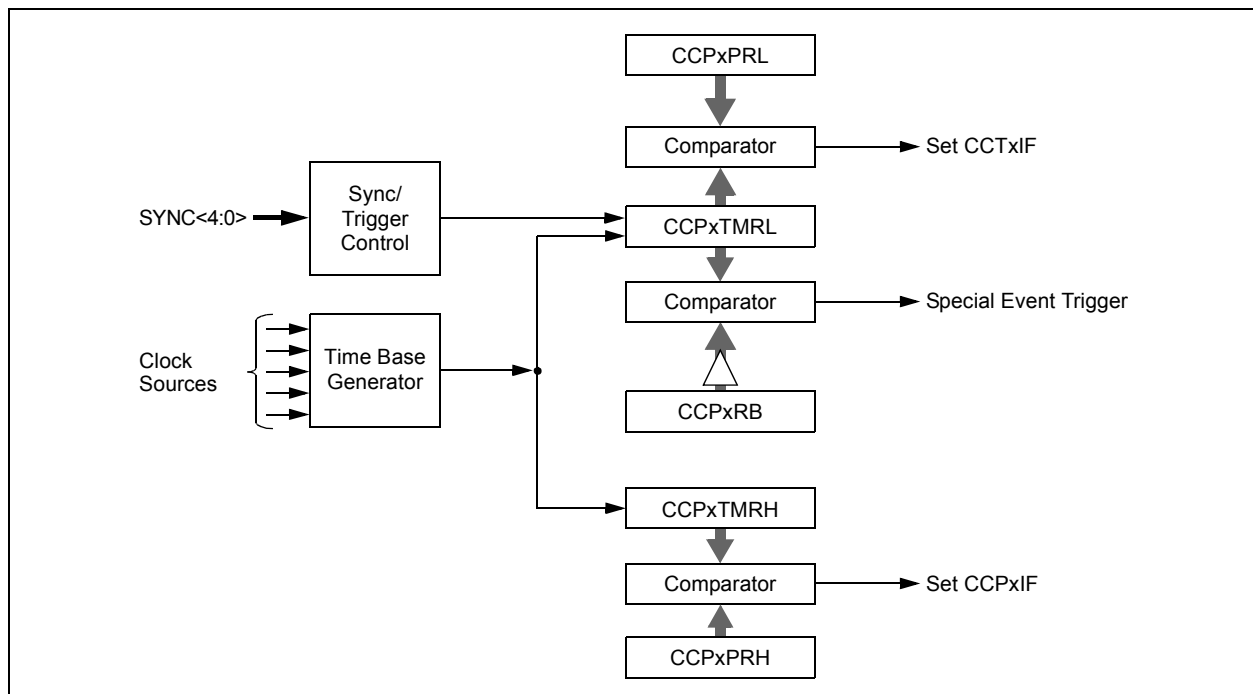 CCPxPRL
Comparator
Set CCTxIF
Sync/
Trigger
Control
SYNC<4:0>
CCPxTMRL
Comparator
Special Event Trigger
Clock
Sources
Time Base
Generator
CCPxRB
CCPxTMRH
Comparator
Set CCPxIF
CCPxPRH